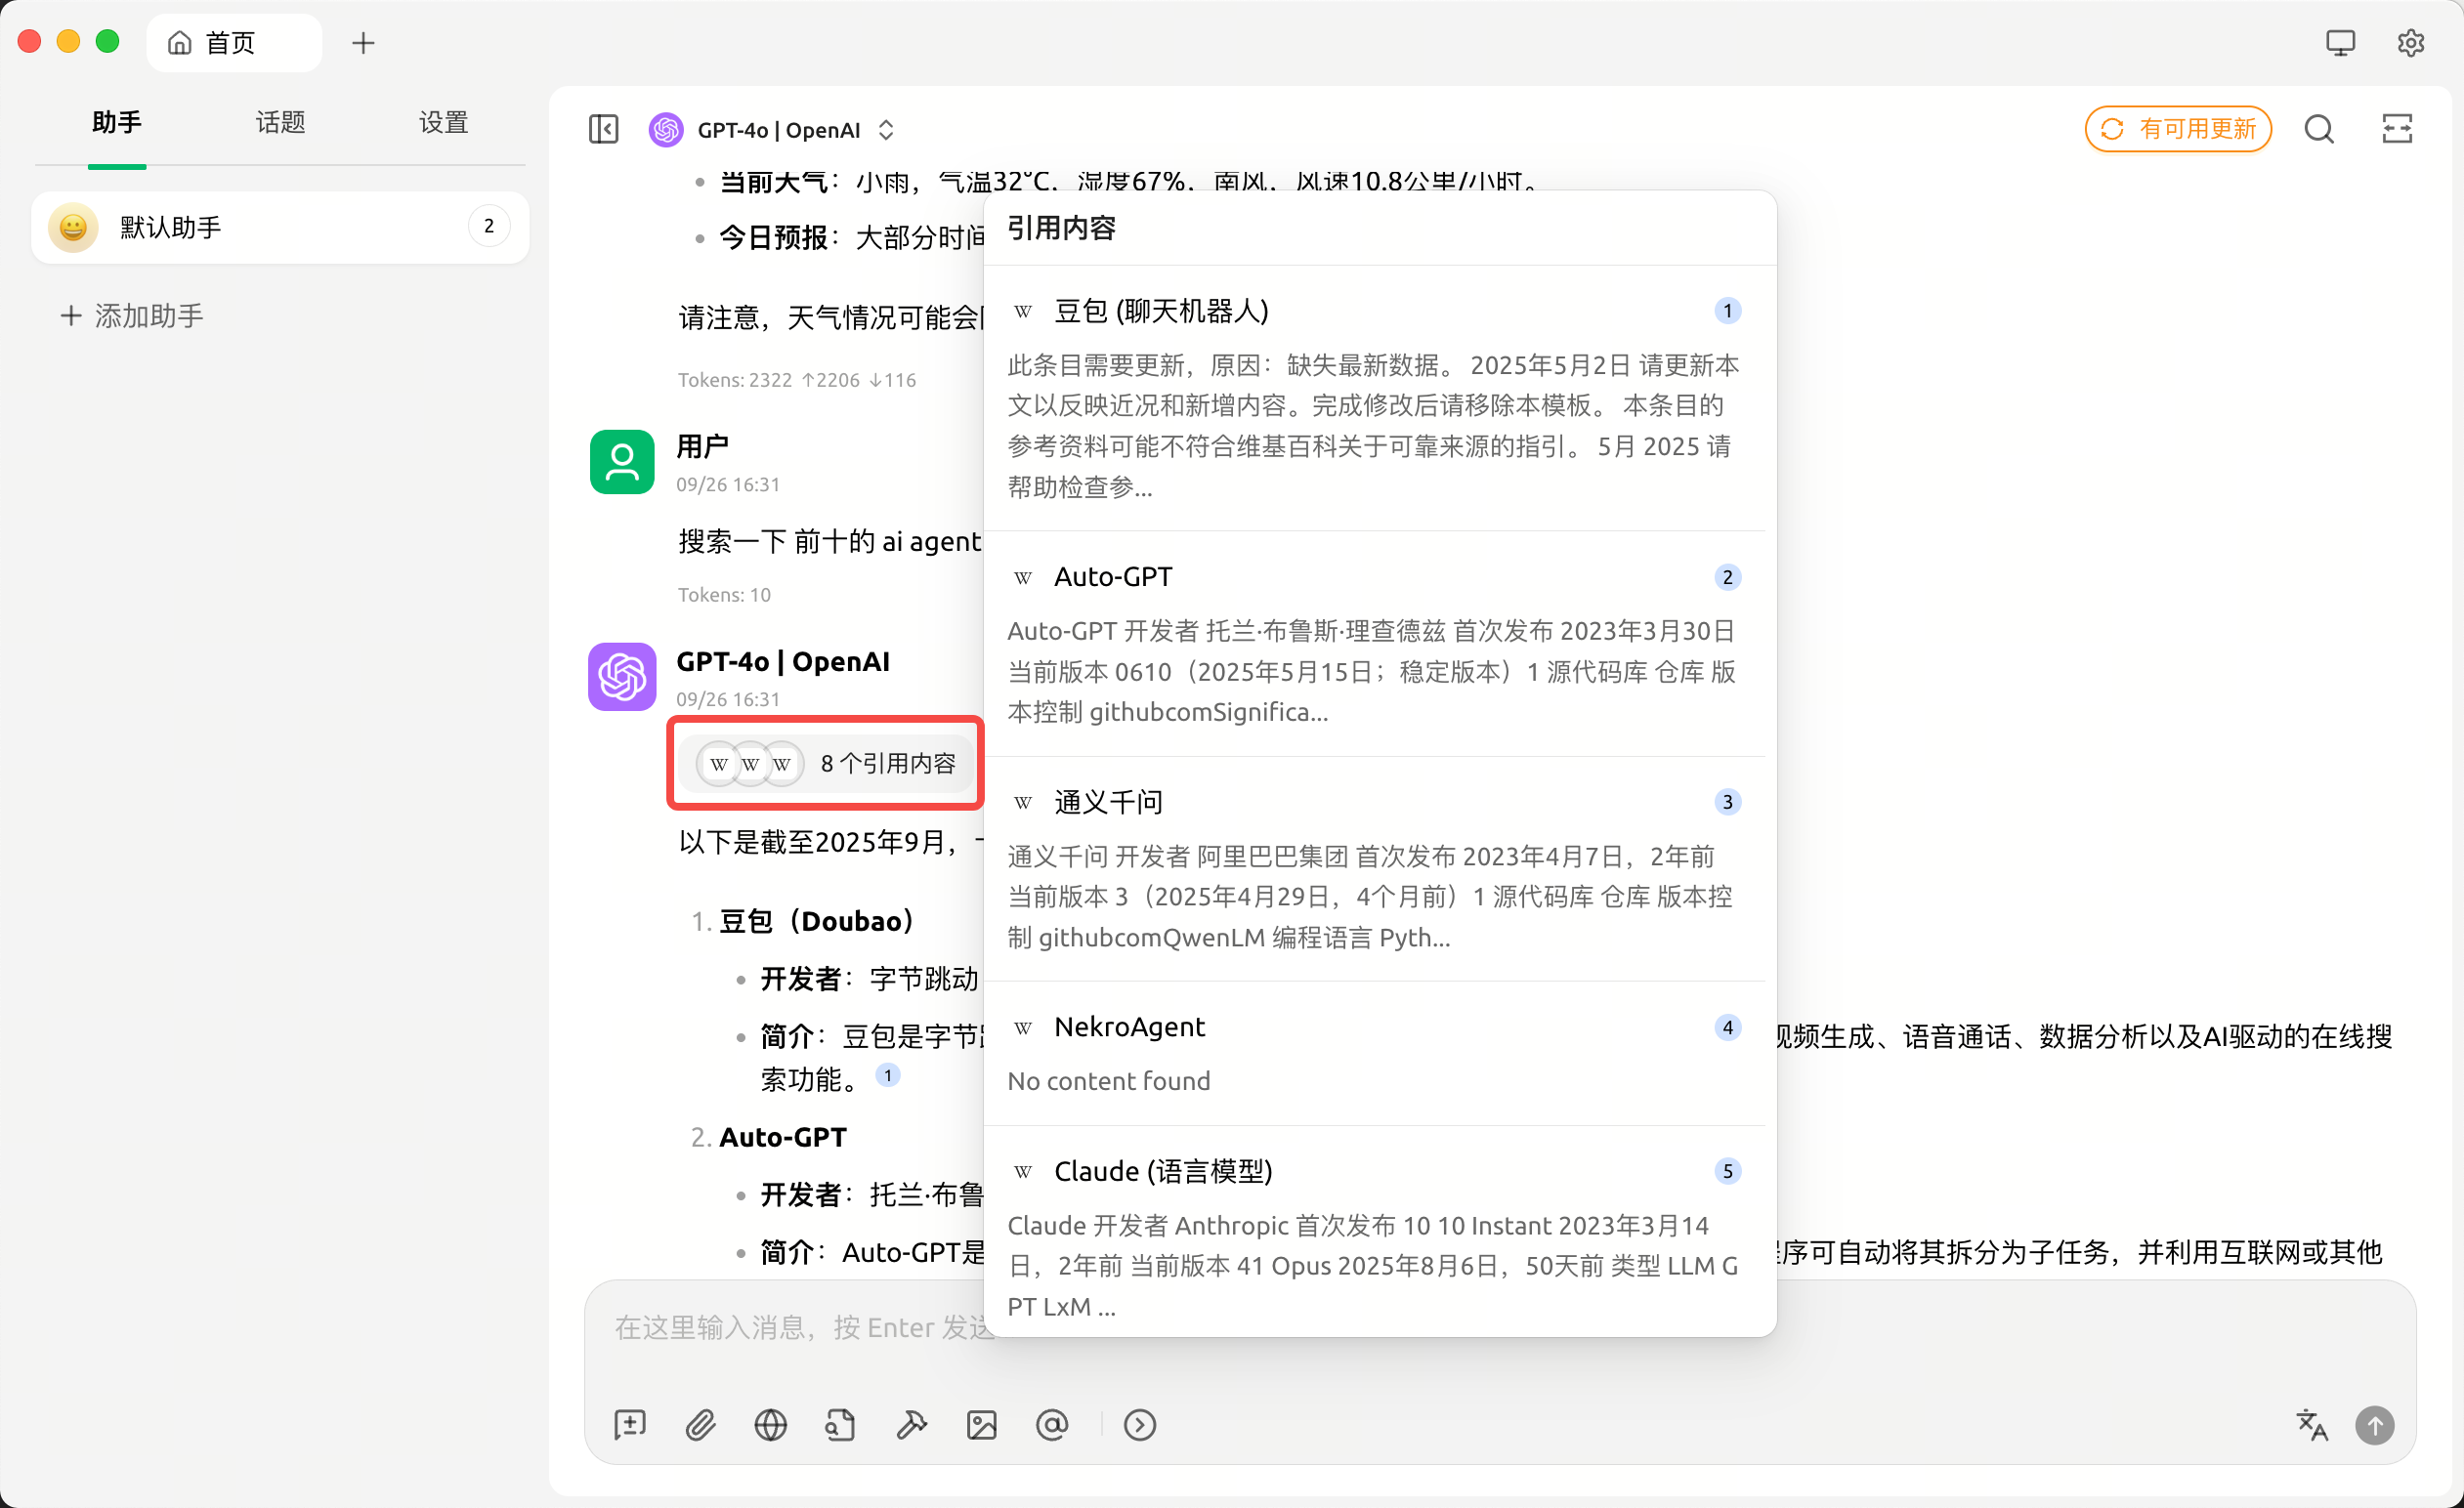 首页
助手
话题
设置
默认助手
2
添加助手
GPT-4o | OpenAI
有可用更新
当前天气：小雨，气温32°C，湿度67%，南风，风速10.8公里/小时。
今日预报：大部分时间
请注意，天气情况可能会
Tokens: 2322 ↑2206 ↓116
用户
09/26 16:31
搜索一下 前十的 ai agent
Tokens: 10
GPT-4o | OpenAI
09/26 16:31
W W W 8 个引用内容
以下是截至2025年9月，
1. 豆包（Doubao）
开发者：字节跳动
简介：豆包是字节
视频生成、语音通话、数据分析以及AI驱动的在线搜
索功能。 1
2. Auto-GPT
开发者：托兰·布鲁
简介：Auto-GPT是
程序可自动将其拆分为子任务，并利用互联网或其他
引用内容
W 豆包 (聊天机器人) 1
此条目需要更新，原因：缺失最新数据。 2025年5月2日 请更新本
文以反映近况和新增内容。完成修改后请移除本模板。 本条目的
参考资料可能不符合维基百科关于可靠来源的指引。 5月 2025 请
帮助检查参...
W Auto-GPT 2
Auto-GPT 开发者 托兰·布鲁斯·理查德兹 首次发布 2023年3月30日
当前版本 0610（2025年5月15日；稳定版本）1 源代码库 仓库 版
本控制 githubcomSignifica...
W 通义千问 3
通义千问 开发者 阿里巴巴集团 首次发布 2023年4月7日，2年前
当前版本 3（2025年4月29日，4个月前）1 源代码库 仓库 版本控
制 githubcomQwenLM 编程语言 Pyth...
W NekroAgent 4
No content found
W Claude (语言模型) 5
Claude 开发者 Anthropic 首次发布 10 10 Instant 2023年3月14
日，2年前 当前版本 41 Opus 2025年8月6日，50天前 类型 LLM G
PT LxM ...
在这里输入消息，按 Enter 发送